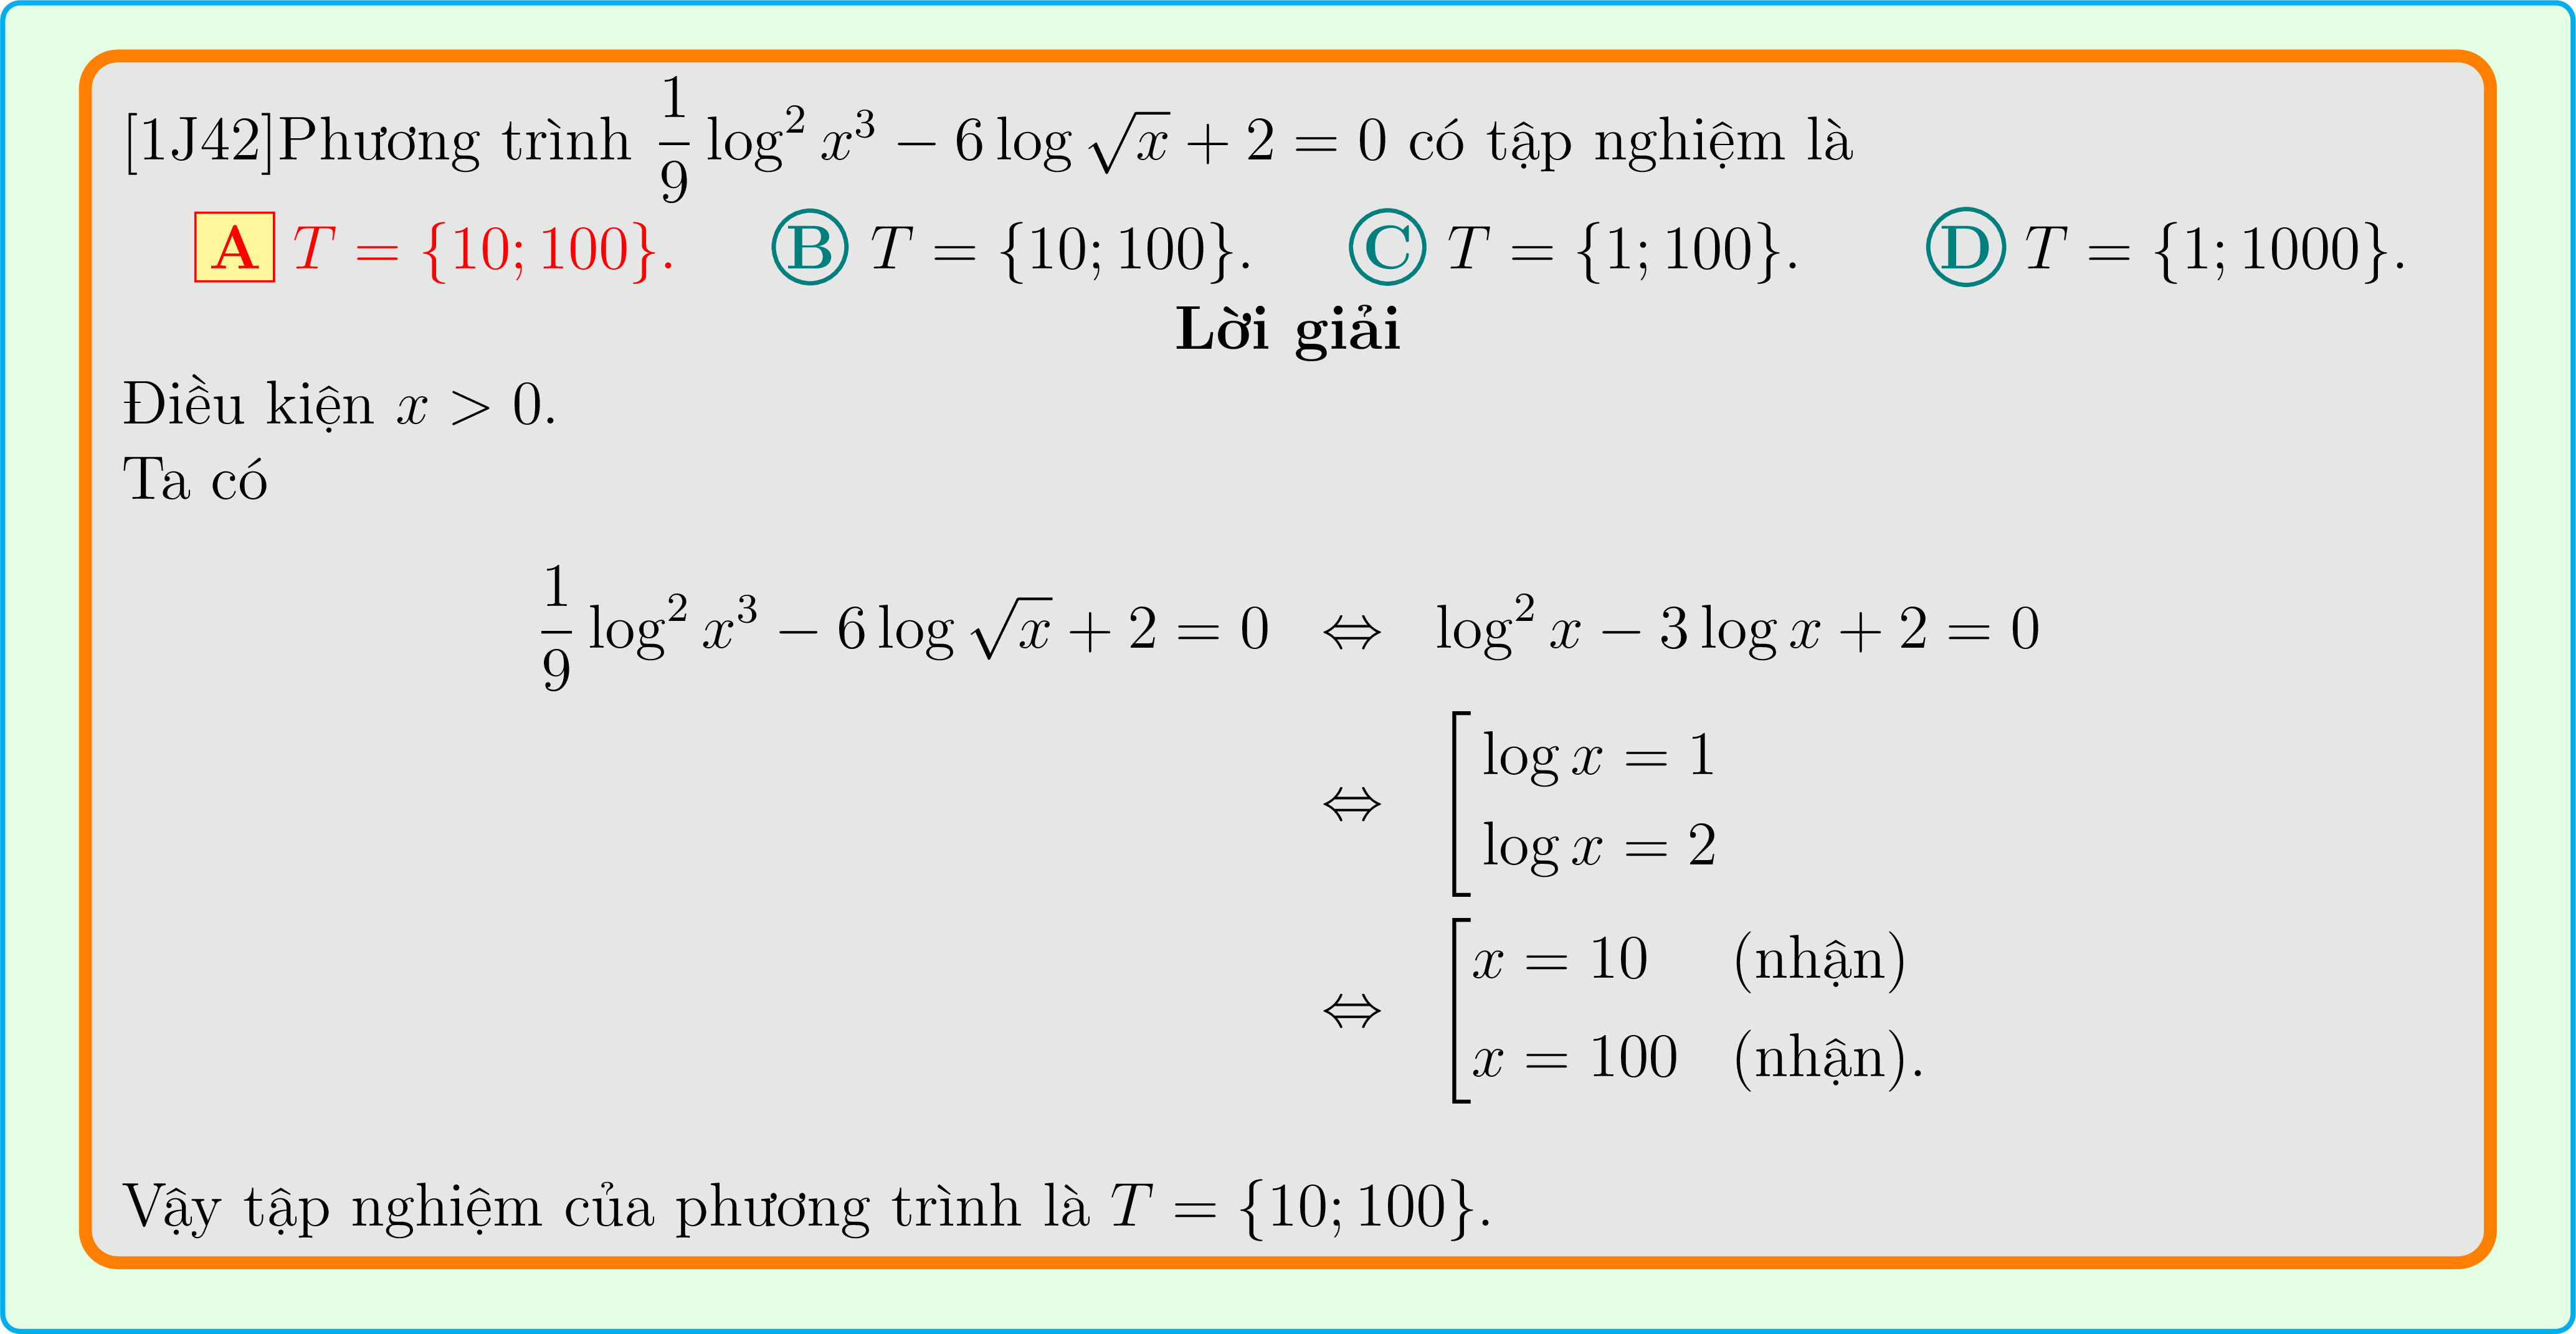 [1J42]Phương trình $\dfrac{1}{9}\log^2 x^3 - 6\log\sqrt{x} + 2 = 0$ có tập nghiệm là
A $T = \{10; 100\}$. B $T = \{10; 100\}$. C $T = \{1; 100\}$. D $T = \{1; 1000\}$.
Lời giải
Điều kiện $x > 0$.
Ta có
$\dfrac{1}{9}\log^2 x^3 - 6\log\sqrt{x} + 2 = 0 \Leftrightarrow \log^2 x - 3\log x + 2 = 0$
$\Leftrightarrow \left[\begin{array}{l} \log x = 1 \\ \log x = 2 \end{array}\right.$
$\Leftrightarrow \left[\begin{array}{ll} x = 10 & \text{(nhận)} \\ x = 100 & \text{(nhận).} \end{array}\right.$
Vậy tập nghiệm của phương trình là $T = \{10; 100\}$.